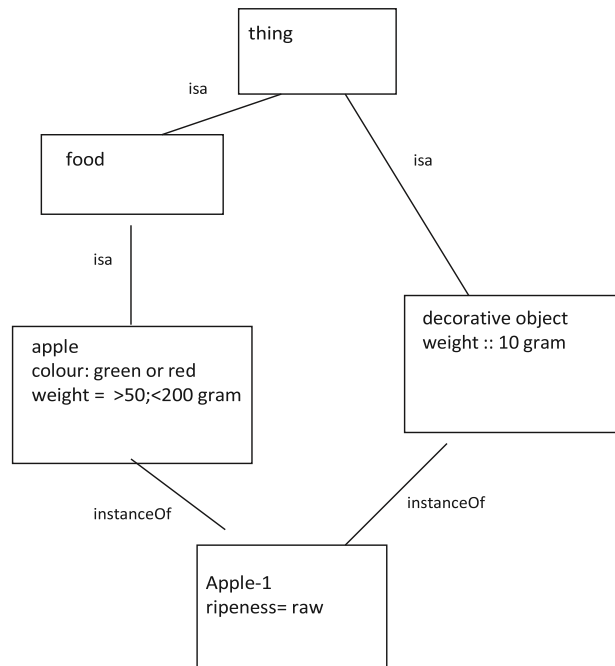 thing
isa
food
isa
isa
decorative object
weight :: 10 gram
apple
colour: green or red
weight = >50;<200 gram
instanceOf
instanceOf
Apple-1
ripeness= raw